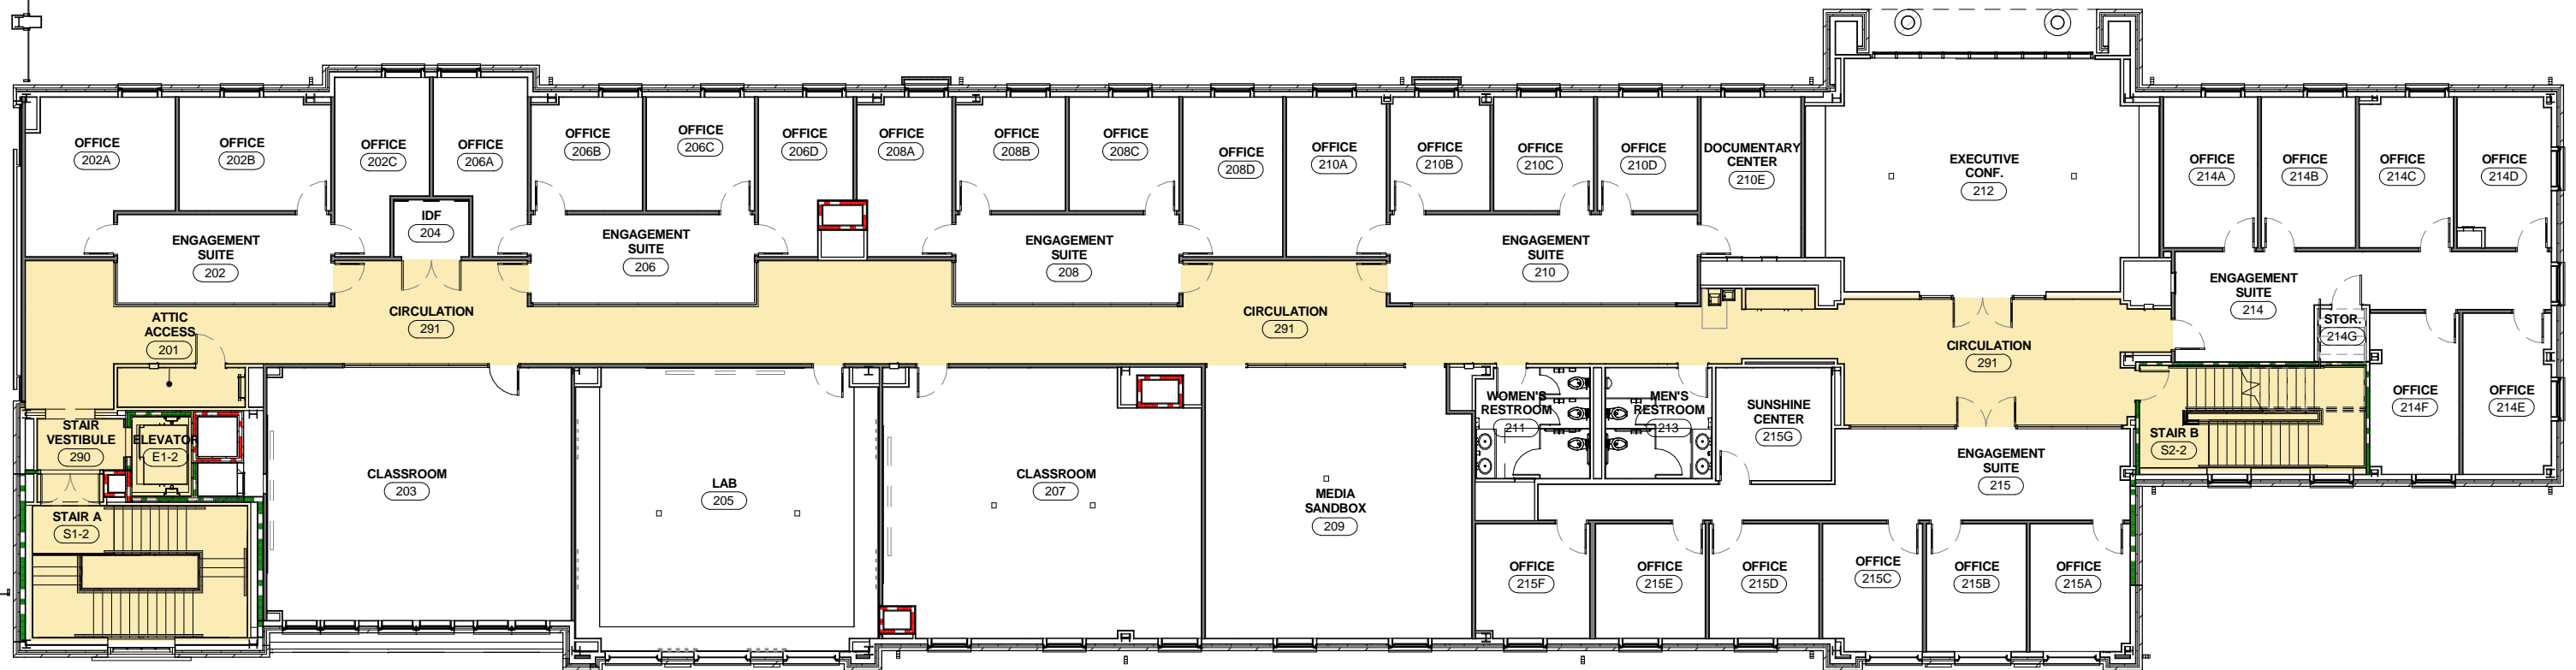 OFFICE
202A
OFFICE
202B
OFFICE
202C
OFFICE
206A
OFFICE
206B
OFFICE
206C
OFFICE
206D
OFFICE
208A
OFFICE
208B
OFFICE
208C
OFFICE
208D
OFFICE
210A
OFFICE
210B
OFFICE
210C
OFFICE
210D
DOCUMENTARY
CENTER
210E
EXECUTIVE
CONF.
212
OFFICE
214A
OFFICE
214B
OFFICE
214C
OFFICE
214D
IDF
204
ENGAGEMENT
SUITE
202
ENGAGEMENT
SUITE
206
ENGAGEMENT
SUITE
208
ENGAGEMENT
SUITE
210
ENGAGEMENT
SUITE
214
STOR.
214G
ATTIC
ACCESS
201
CIRCULATION
291
CIRCULATION
291
CIRCULATION
291
STAIR
VESTIBULE
290
ELEVATOR
E1-2
CLASSROOM
203
LAB
205
CLASSROOM
207
MEDIA
SANDBOX
209
WOMEN'S
RESTROOM
211
MEN'S
RESTROOM
213
SUNSHINE
CENTER
215G
ENGAGEMENT
SUITE
215
STAIR B
S2-2
OFFICE
214F
OFFICE
214E
STAIR A
S1-2
OFFICE
215F
OFFICE
215E
OFFICE
215D
OFFICE
215C
OFFICE
215B
OFFICE
215A